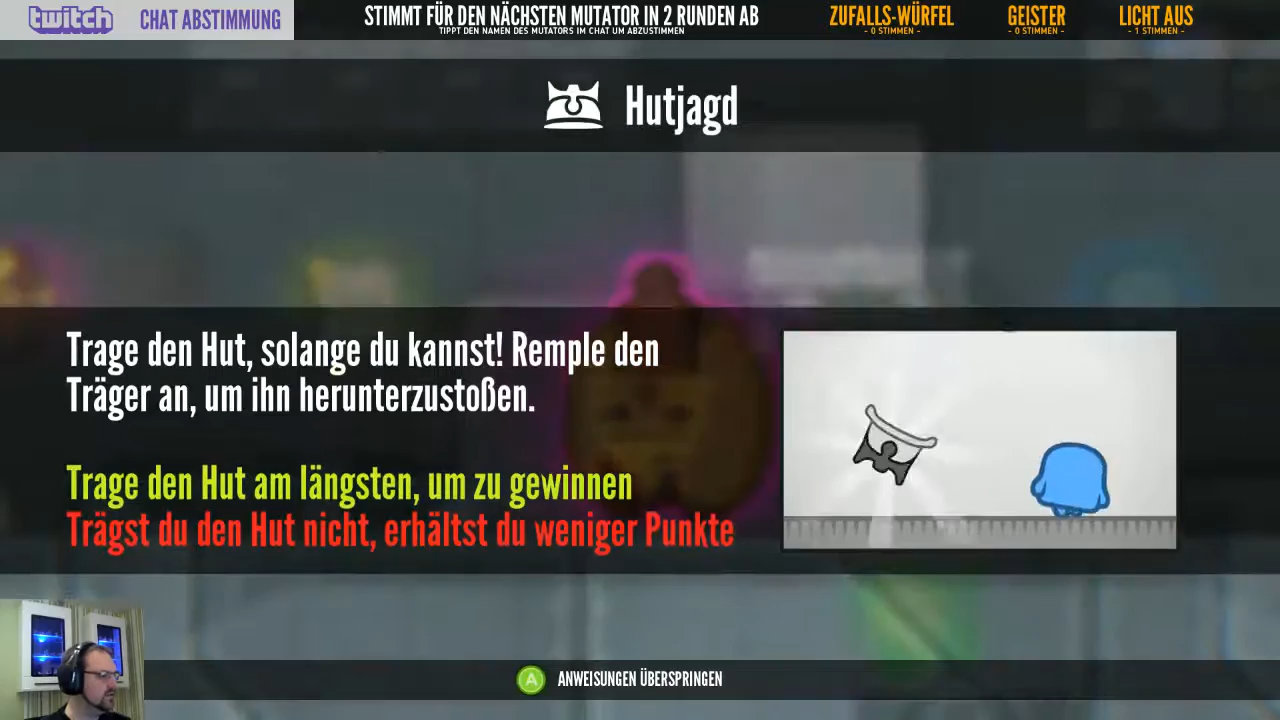 twitch CHAT ABSTIMMUNG
STIMMT FÜR DEN NÄCHSTEN MUTATOR IN 2 RUNDEN AB
TIPPT DEN NAMEN DES MUTATORS IM CHAT UM ABZUSTIMMEN
ZUFALLS-WÜRFEL
- 0 STIMMEN -
GEISTER
- 0 STIMMEN -
LICHT AUS
- 1 STIMMEN -
Hutjagd
Trage den Hut, solange du kannst! Remple den
Träger an, um ihn herunterzustoßen.
Trage den Hut am längsten, um zu gewinnen
Trägst du den Hut nicht, erhältst du weniger Punkte
A ANWEISUNGEN ÜBERSPRINGEN